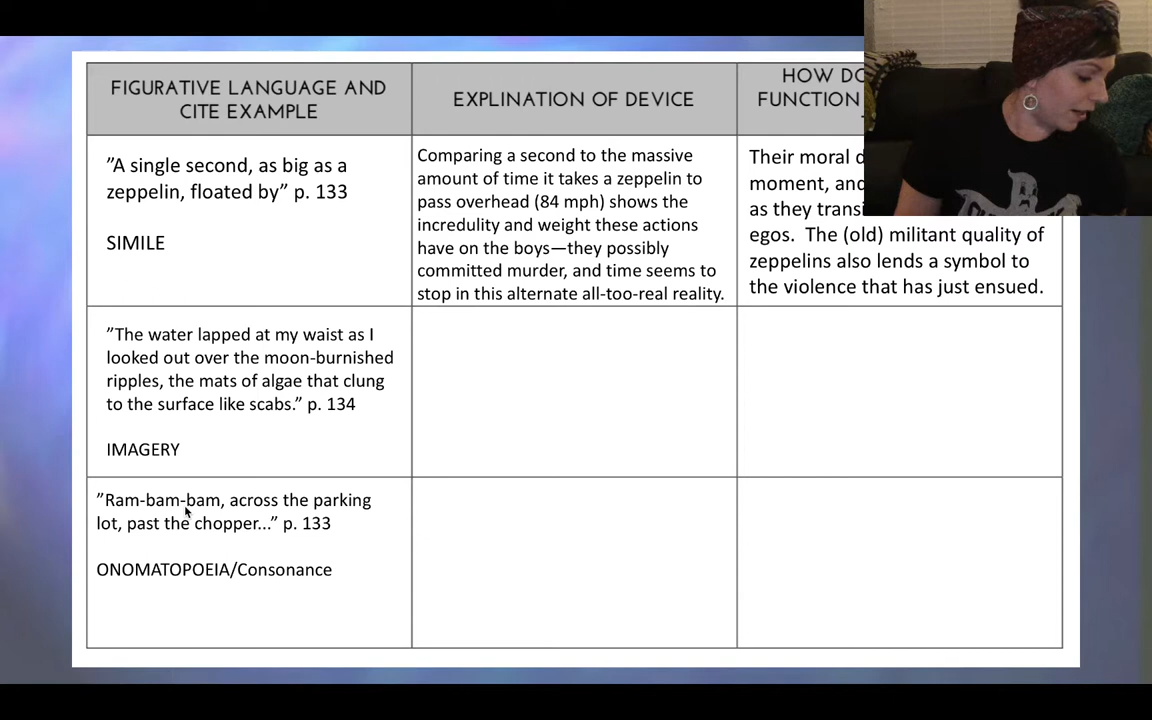 FIGURATIVE LANGUAGE AND
CITE EXAMPLE
EXPLINATION OF DEVICE
HOW DO
FUNCTION
”A single second, as big as a
zeppelin, floated by” p. 133
SIMILE
Comparing a second to the massive
amount of time it takes a zeppelin to
pass overhead (84 mph) shows the
incredulity and weight these actions
have on the boys—they possibly
committed murder, and time seems to
stop in this alternate all-too-real reality.
Their moral
moment, and
as they
egos.  The (old) militant quality of
zeppelins also lends a symbol to
the violence that has just ensued.
”The water lapped at my waist as I
looked out over the moon-burnished
ripples, the mats of algae that clung
to the surface like scabs.” p. 134
IMAGERY
”Ram-bam-bam, across the parking
lot, past the chopper...” p. 133
ONOMATOPOEIA/Consonance